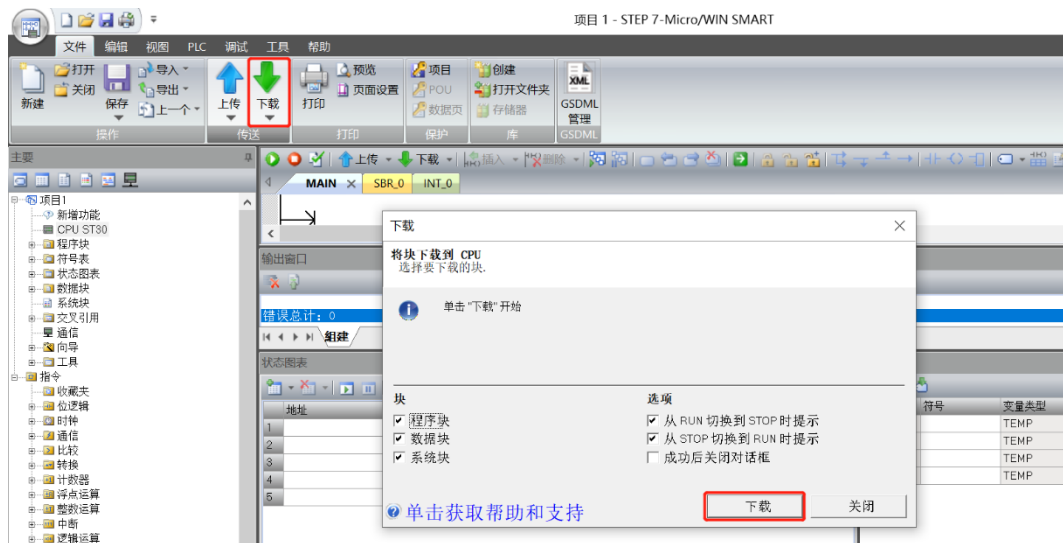 项目 1 - STEP 7-Micro/WIN SMART
文件 编辑 视图 PLC 调试 工具 帮助
新建 打开 关闭 保存 导入 导出 上一个 上传 下载 打印 预览 页面设置 项目 POU 数据页 创建 打开文件夹 存储器 XML GSDML 管理
操作 传送 打印 保护 库 GSDML
主要
上传 下载 插入 删除
MAIN SBR_0 INT_0
项目1
新增功能
CPU ST30
程序块
符号表
状态图表
数据块
系统块
交叉引用
通信
向导
工具
指令
收藏夹
位逻辑
时钟
通信
比较
转换
计数器
浮点运算
整数运算
中断
逻辑运算
输出窗口
错误总计：0
组建
状态图表
地址
1
2
3
4
5
下载
将块下载到 CPU
选择要下载的块.
单击 "下载" 开始
块
程序块
数据块
系统块
选项
从 RUN 切换到 STOP 时提示
从 STOP 切换到 RUN 时提示
成功后关闭对话框
单击获取帮助和支持
下载 关闭
符号 变量类型
TEMP
TEMP
TEMP
TEMP